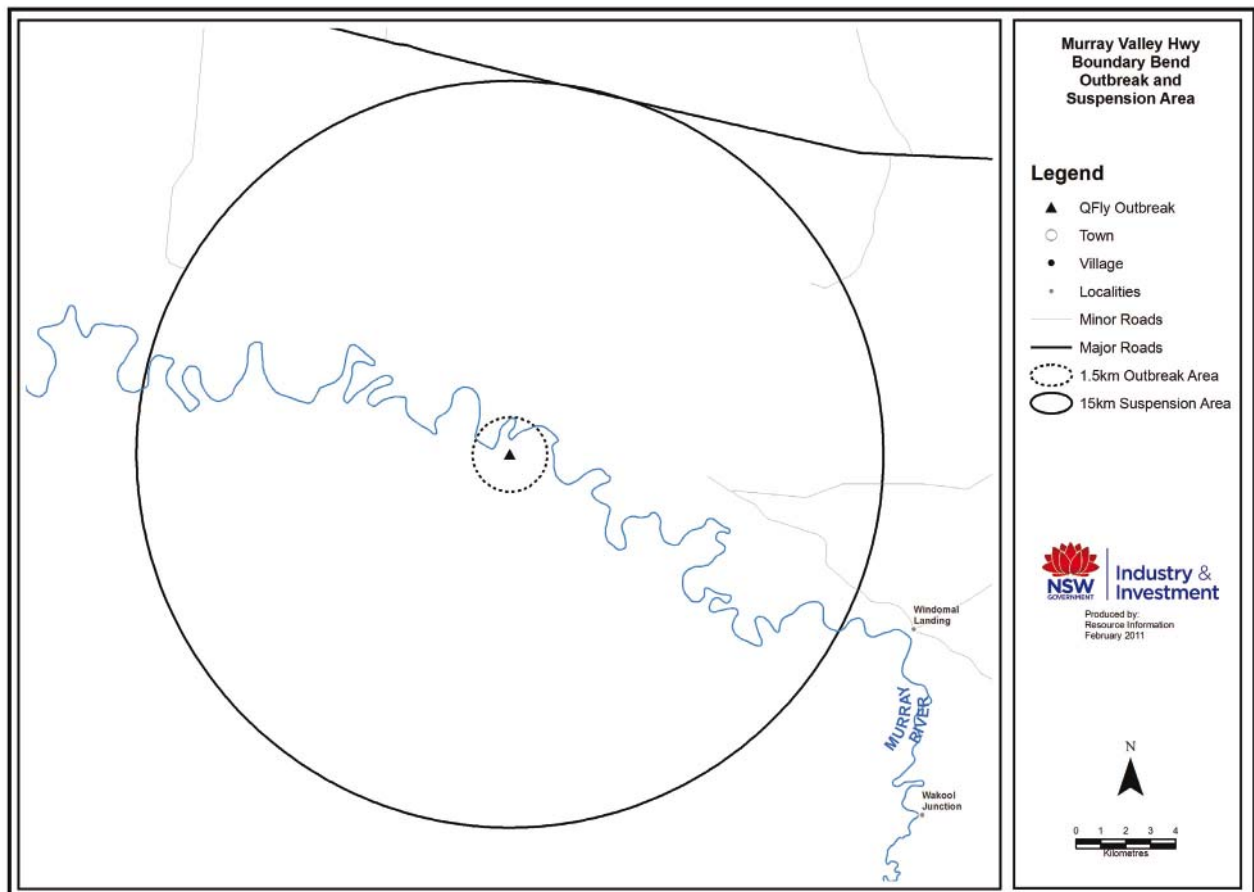 Murray Valley Hwy
Boundary Bend
Outbreak and
Suspension Area
Legend
QFly Outbreak
Town
Village
Localities
Minor Roads
Major Roads
1.5km Outbreak Area
15km Suspension Area
NSW
GOVERNMENT
Industry &
Investment
Produced by:
Resource Information
February 2011
N
0 1 2 3 4
Kilometres
Windomal
Landing
MURRAY
RIVER
Wakool
Junction